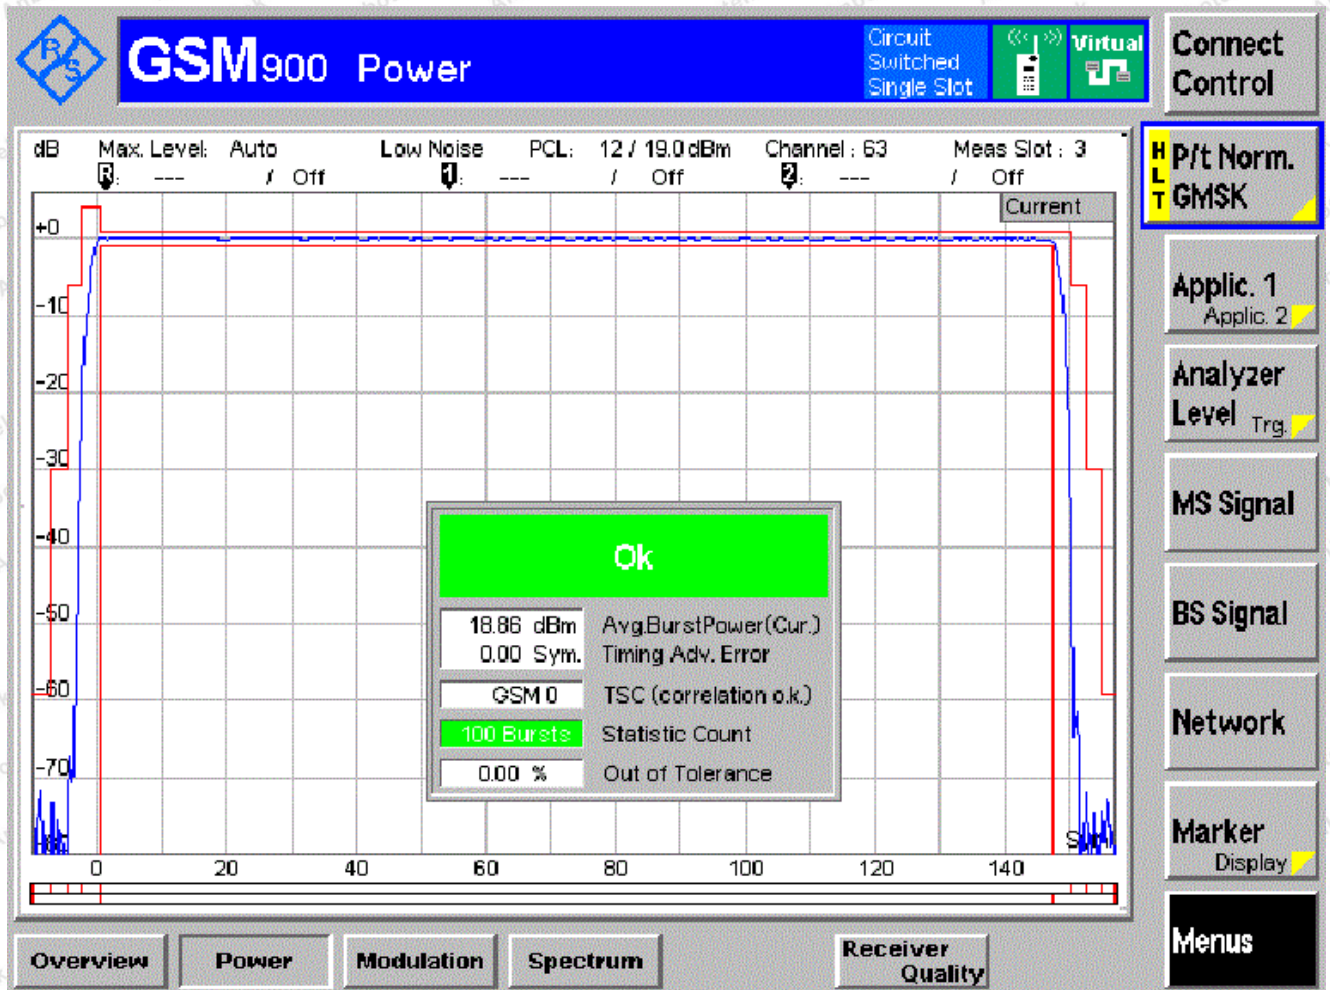 R S
GSM900 Power
Circuit
Switched
Single Slot
Virtual
Connect
Control
dB Max. Level: Auto Low Noise PCL: 12 / 19.0 dBm Channel : 63 Meas Slot : 3
R : --- / Off 1 : --- / Off 2 : --- / Off
Current
HLT
P/t Norm.
GMSK
+0
-10
-20
-30
-40
-50
-60
-70
Applic. 1
Applic. 2
Analyzer
Level Trg.
MS Signal
BS Signal
Network
Marker
Display
Menus
Ok
18.86 dBm Avg.BurstPower(Cur.)
0.00 Sym. Timing Adv. Error
GSM 0 TSC (correlation o.k.)
100 Bursts Statistic Count
0.00 % Out of Tolerance
0 20 40 60 80 100 120 140
Overview Power Modulation Spectrum Receiver
Quality